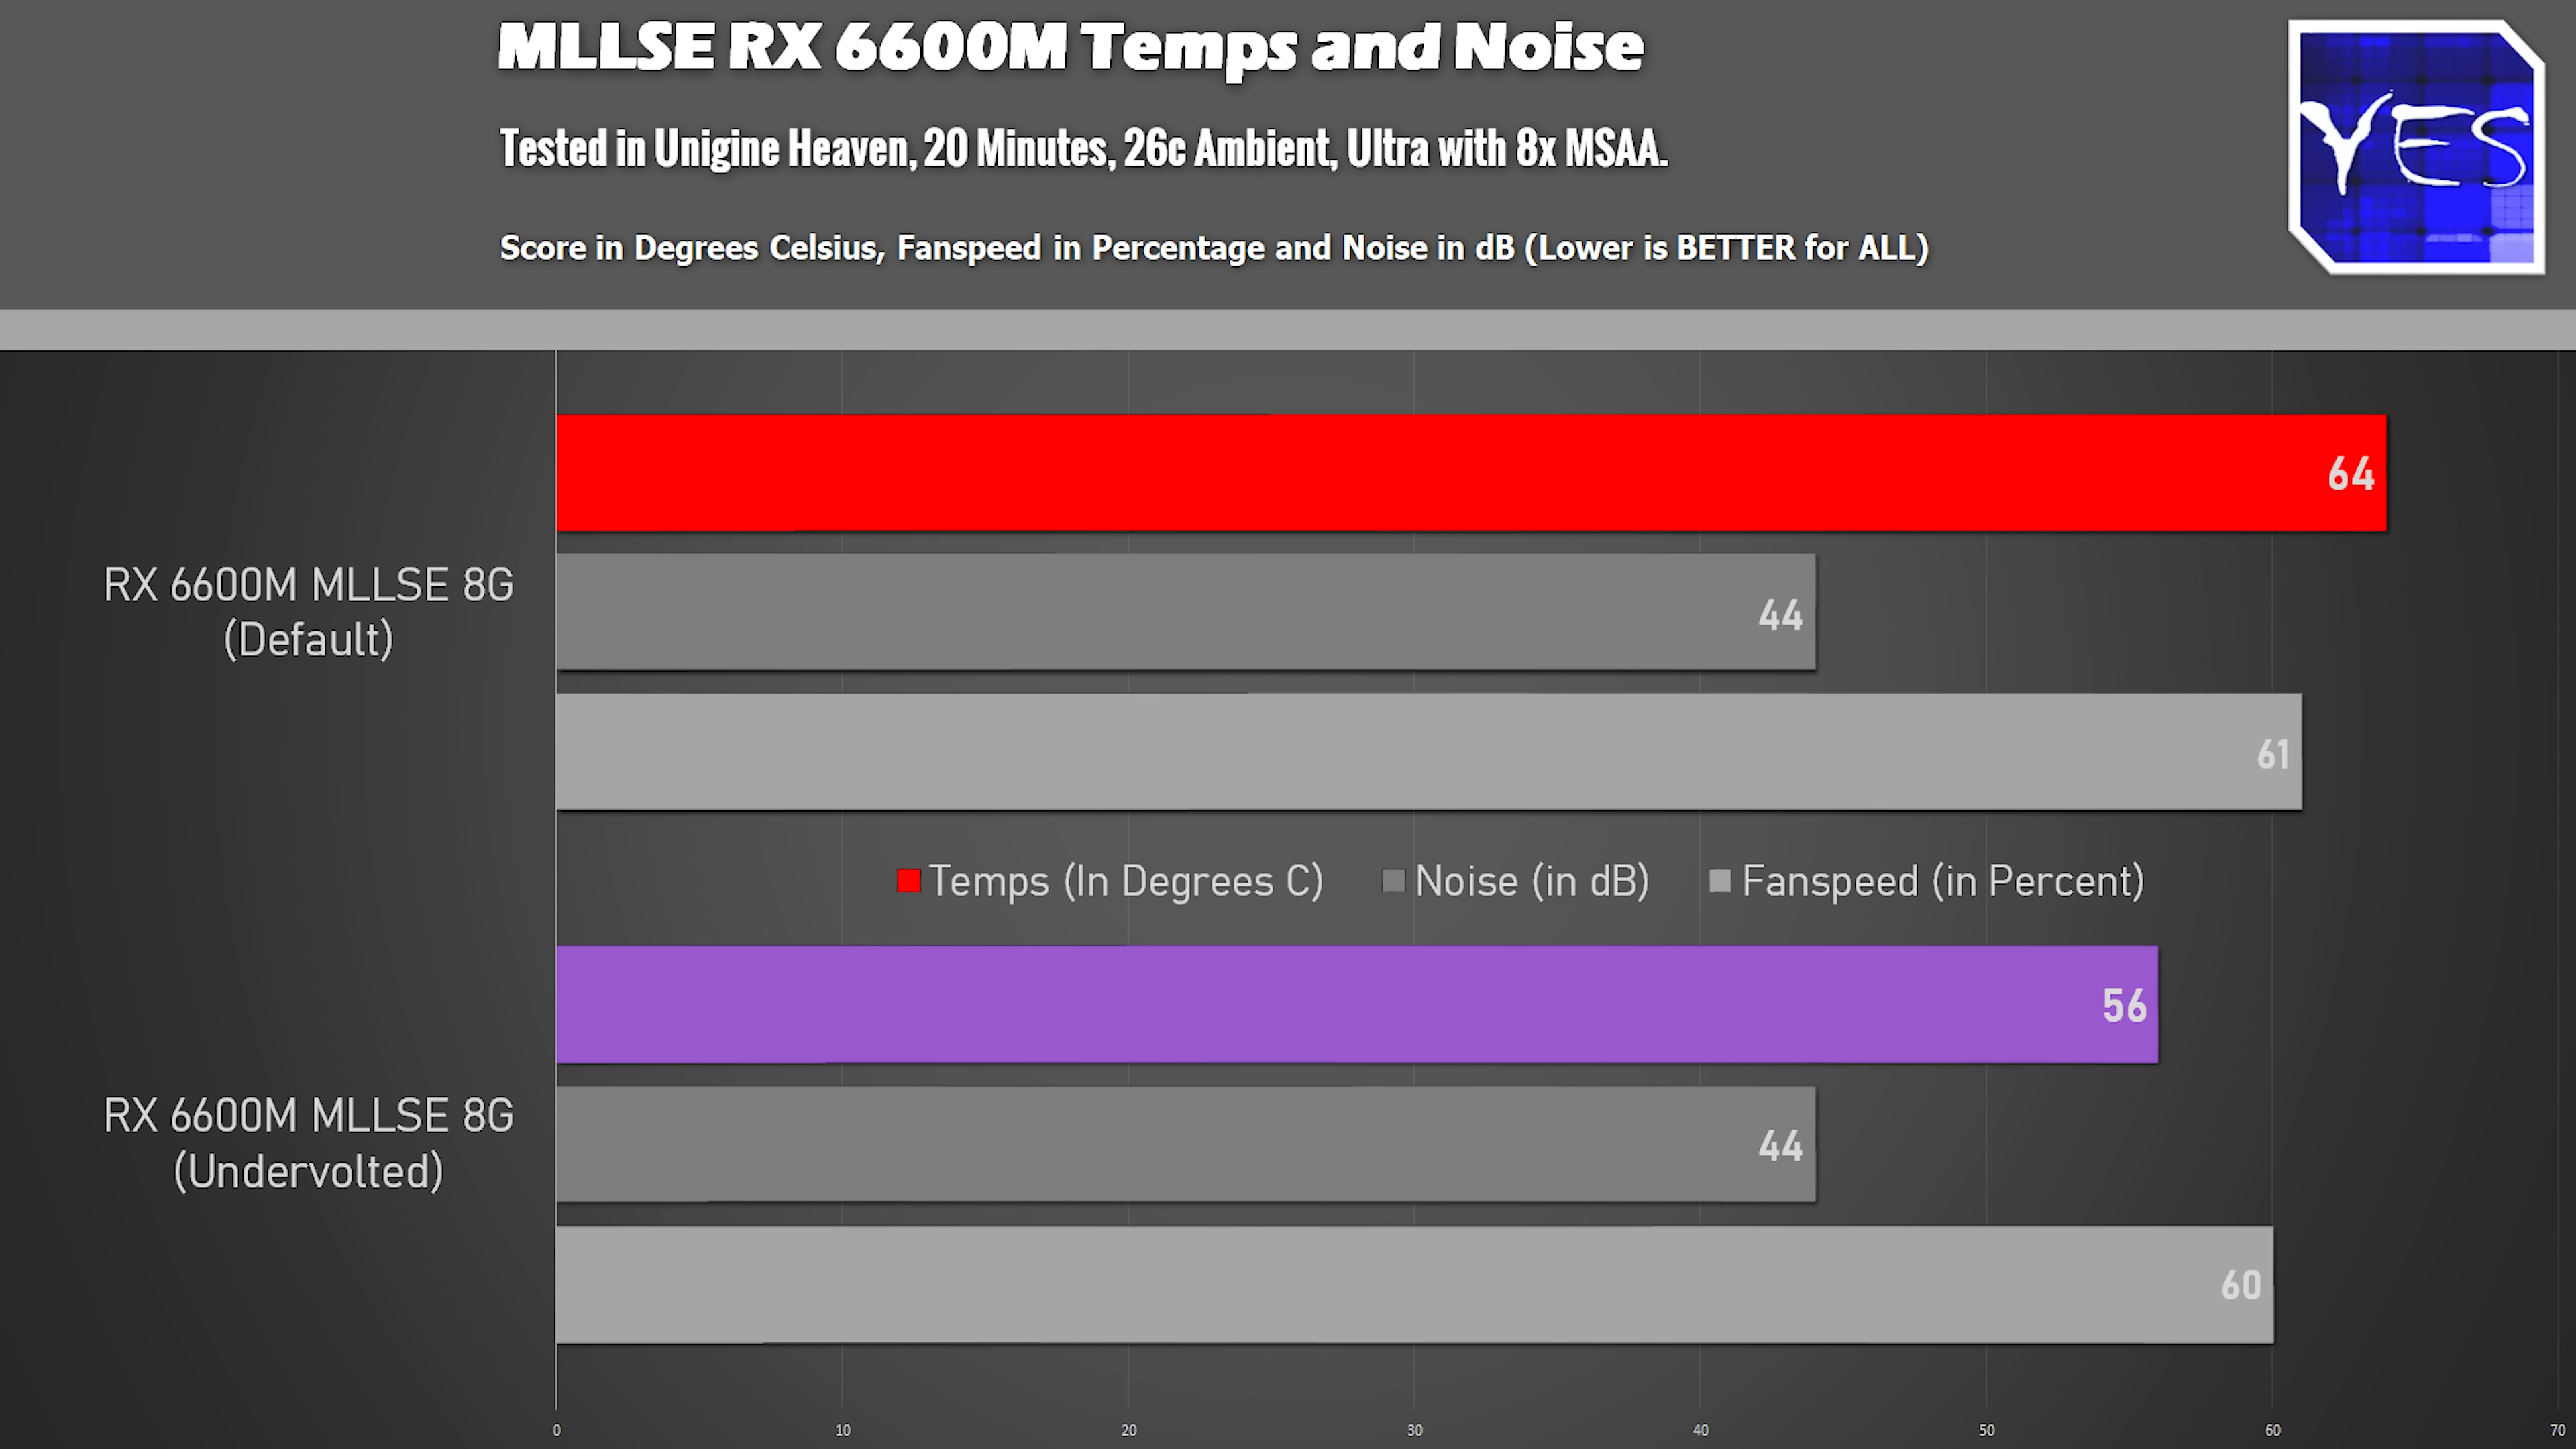 MLLSE RX 6600M Temps and Noise
YES
Tested in Unigine Heaven, 20 Minutes, 26c Ambient, Ultra with 8x MSAA.
Score in Degrees Celsius, Fanspeed in Percentage and Noise in dB (Lower is BETTER for ALL)
64
RX 6600M MLLSE 8G
(Default)
44
61
Temps (In Degrees C) Noise (in dB) Fanspeed (in Percent)
56
RX 6600M MLLSE 8G
(Undervolted)
44
60
0 10 20 30 40 50 60 70